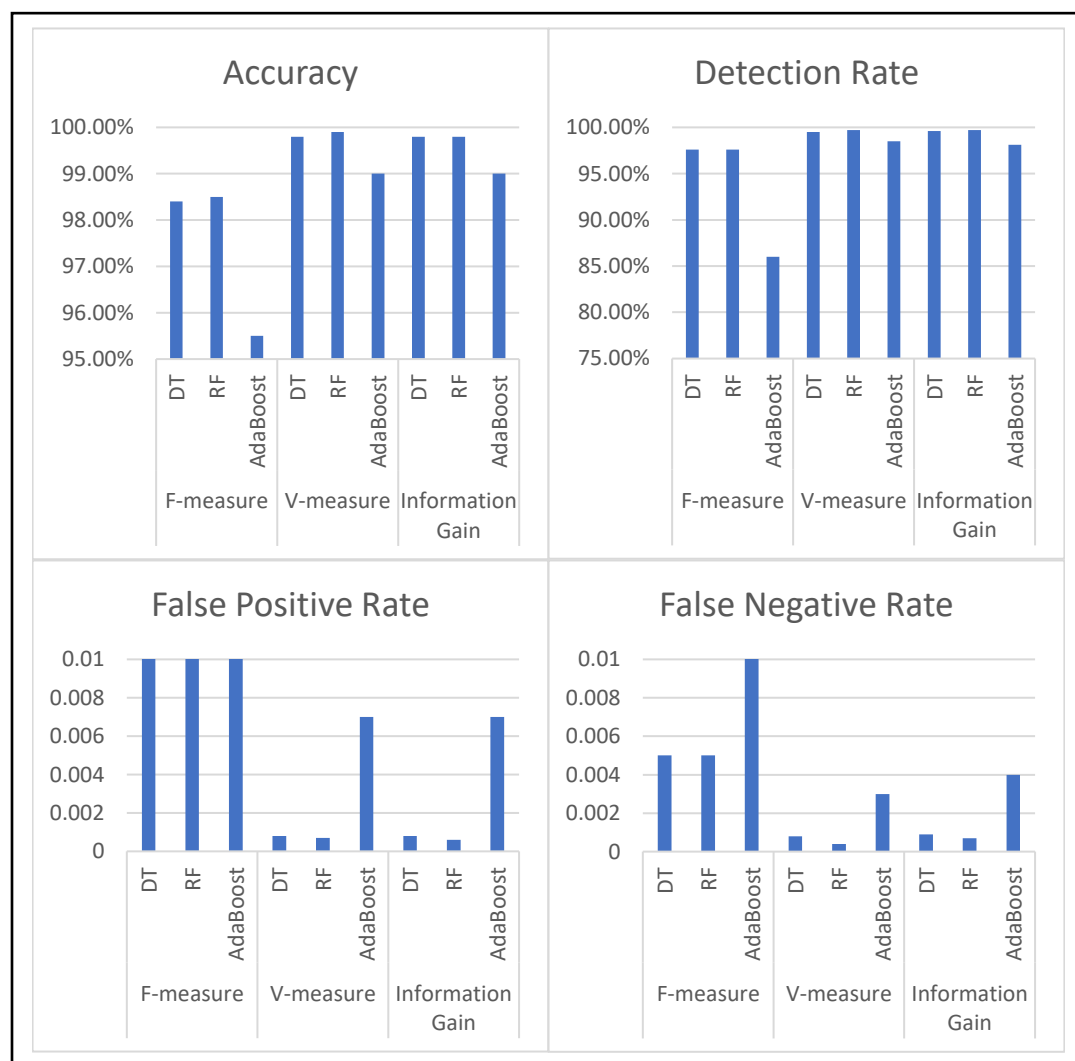 Accuracy
100.00%
99.00%
98.00%
97.00%
96.00%
95.00%
DT
RF
AdaBoost
DT
RF
AdaBoost
DT
RF
AdaBoost
F-measure
V-measure
Information
Gain
Detection Rate
100.00%
95.00%
90.00%
85.00%
80.00%
75.00%
DT
RF
AdaBoost
DT
RF
AdaBoost
DT
RF
AdaBoost
F-measure
V-measure
Information
Gain
False Positive Rate
0.01
0.008
0.006
0.004
0.002
0
DT
RF
AdaBoost
DT
RF
AdaBoost
DT
RF
AdaBoost
F-measure
V-measure
Information
Gain
False Negative Rate
0.01
0.008
0.006
0.004
0.002
0
DT
RF
AdaBoost
DT
RF
AdaBoost
DT
RF
AdaBoost
F-measure
V-measure
Information
Gain